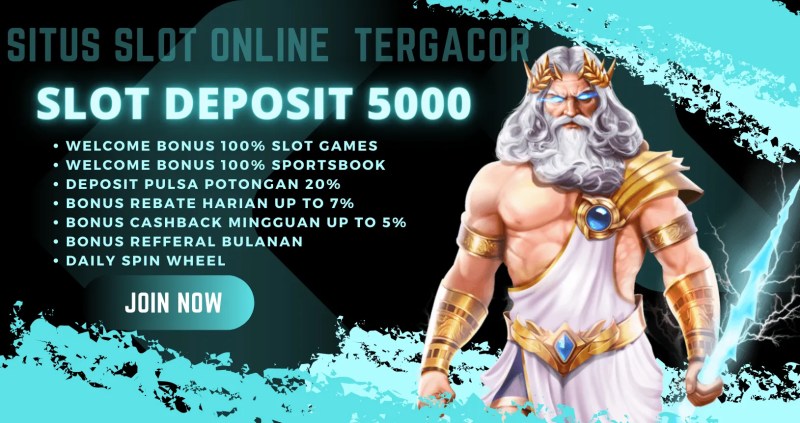 SITUS SLOT ONLINE TERGACOR
SLOT DEPOSIT 5000
• WELCOME BONUS 100% SLOT GAMES
• WELCOME BONUS 100% SPORTSBOOK
• DEPOSIT PULSA POTONGAN 20%
• BONUS REBATE HARIAN UP TO 7%
• BONUS CASHBACK MINGGUAN UP TO 5%
• BONUS REFFERAL BULANAN
• DAILY SPIN WHEEL
JOIN NOW